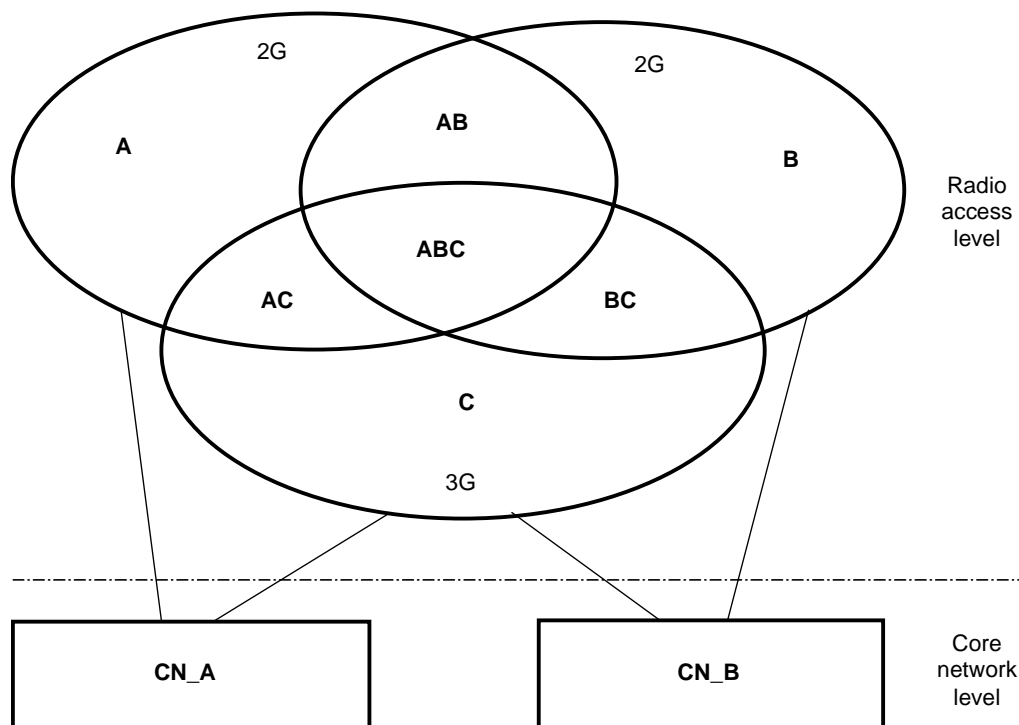 2G
2G
AB
A
B
Radio
access
level
ABC
AC
BC
C
3G
CN_A
CN_B
Core
network
level